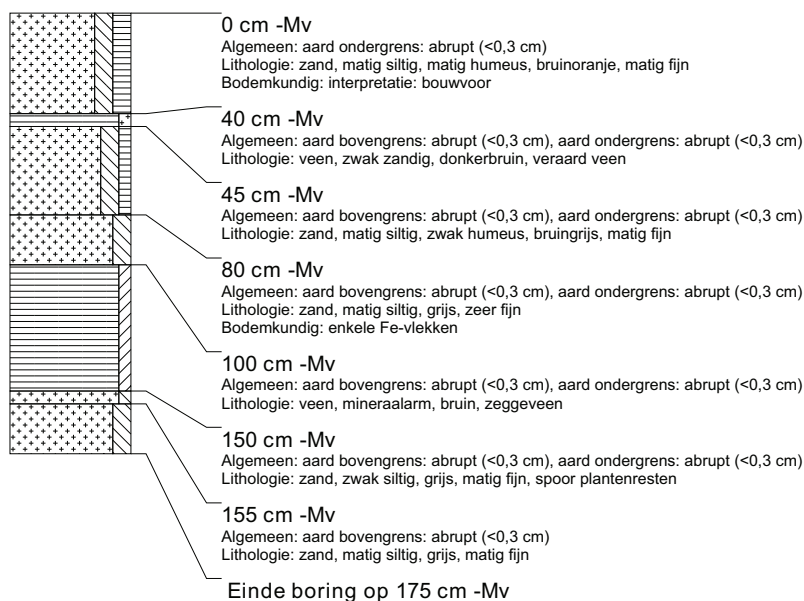 0 cm -Mv
Algemeen: aard ondergrens: abrupt (<0,3 cm)
Lithologie: zand, matig siltig, matig humeus, bruinoranje, matig fijn
Bodemkundig: interpretatie: bouwvoor
40 cm -Mv
Algemeen: aard bovengrens: abrupt (<0,3 cm), aard ondergrens: abrupt (<0,3 cm)
Lithologie: veen, zwak zandig, donkerbruin, veraard veen
45 cm -Mv
Algemeen: aard bovengrens: abrupt (<0,3 cm), aard ondergrens: abrupt (<0,3 cm)
Lithologie: zand, matig siltig, zwak humeus, bruingrijs, matig fijn
80 cm -Mv
Algemeen: aard bovengrens: abrupt (<0,3 cm), aard ondergrens: abrupt (<0,3 cm)
Lithologie: zand, matig siltig, grijs, zeer fijn
Bodemkundig: enkele Fe-vlekken
100 cm -Mv
Algemeen: aard bovengrens: abrupt (<0,3 cm), aard ondergrens: abrupt (<0,3 cm)
Lithologie: veen, mineraalarm, bruin, zeggeveen
150 cm -Mv
Algemeen: aard bovengrens: abrupt (<0,3 cm), aard ondergrens: abrupt (<0,3 cm)
Lithologie: zand, zwak siltig, grijs, matig fijn, spoor plantenresten
155 cm -Mv
Algemeen: aard bovengrens: abrupt (<0,3 cm)
Lithologie: zand, matig siltig, grijs, matig fijn
Einde boring op 175 cm -Mv